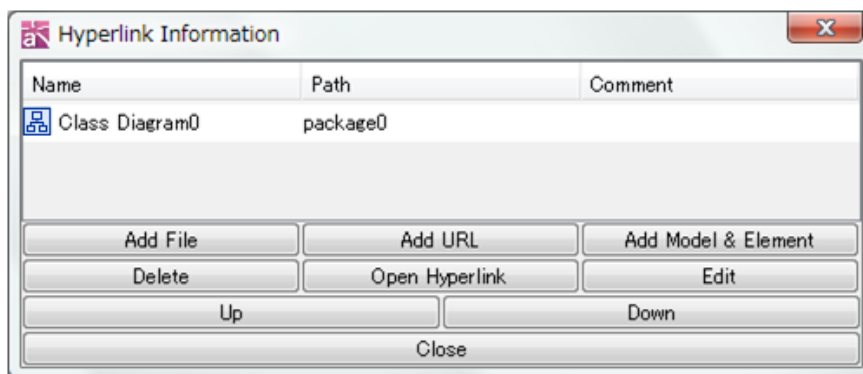 Hyperlink Information
Name Path Comment
Class Diagram0 package0
Add File Add URL Add Model & Element
Delete Open Hyperlink Edit
Up Down
Close